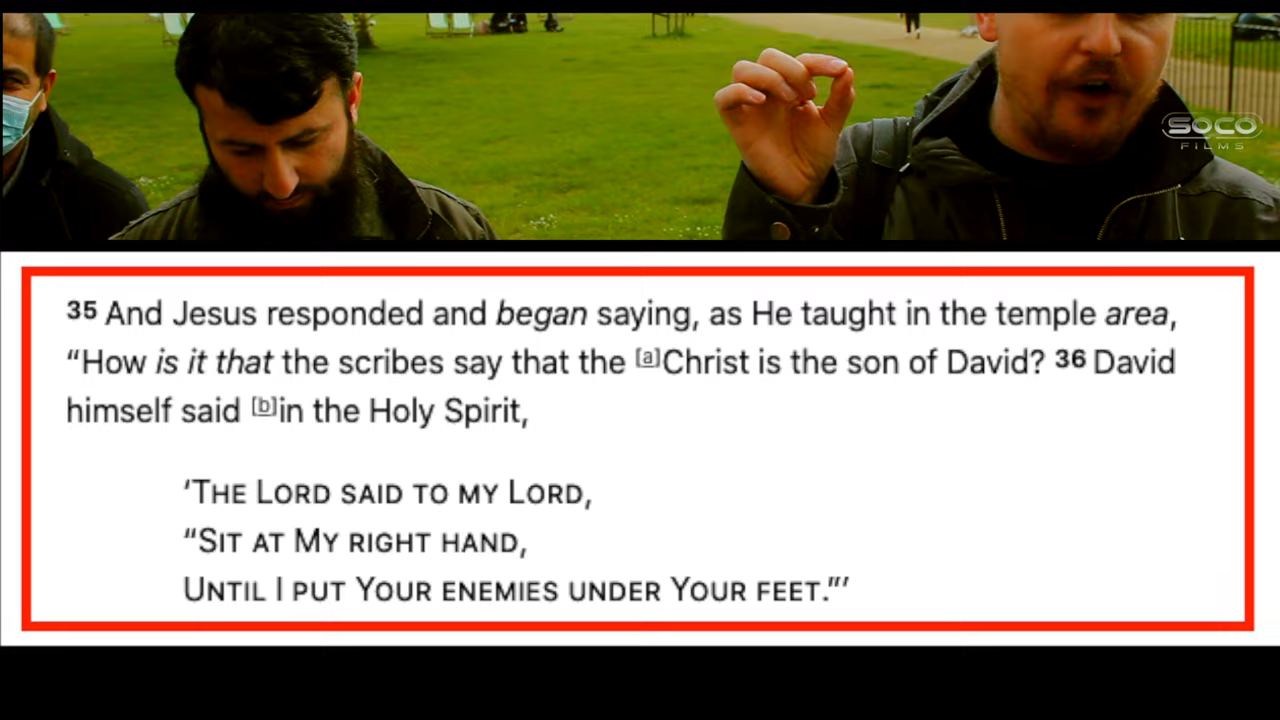 SOCO
FILMS
35 And Jesus responded and began saying, as He taught in the temple area,
“How is it that the scribes say that the [a]Christ is the son of David? 36 David
himself said [b]in the Holy Spirit,
‘THE LORD SAID TO MY LORD,
“SIT AT MY RIGHT HAND,
UNTIL I PUT YOUR ENEMIES UNDER YOUR FEET.”’